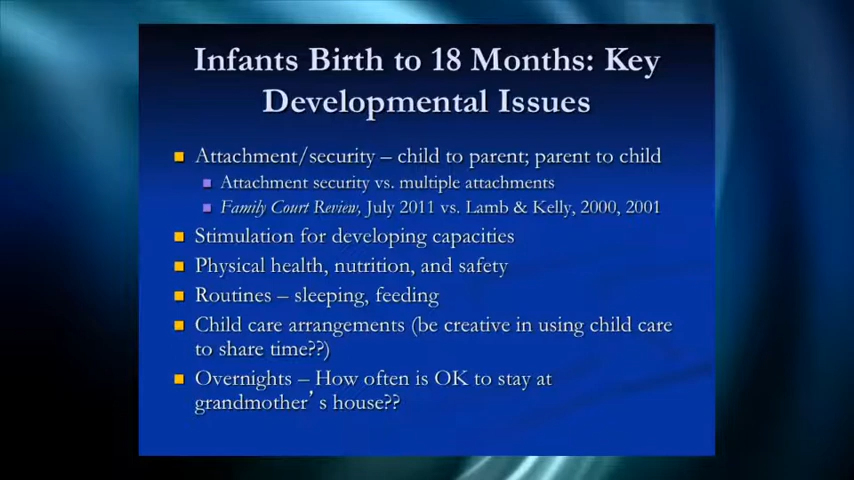 Infants Birth to 18 Months: Key
Developmental Issues
Attachment/security – child to parent; parent to child
Attachment security vs. multiple attachments
Family Court Review, July 2011 vs. Lamb & Kelly, 2000, 2001
Stimulation for developing capacities
Physical health, nutrition, and safety
Routines – sleeping, feeding
Child care arrangements (be creative in using child care
to share time??)
Overnights – How often is OK to stay at
grandmother’s house??